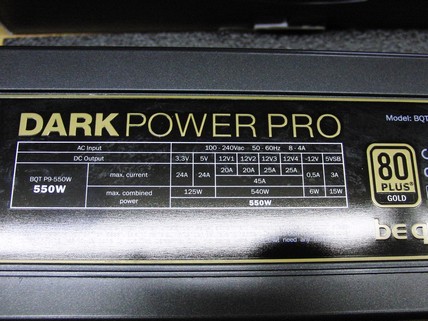 DARK POWER PRO
Model: BQT
AC Input 100 - 240Vac 50 - 60Hz 8 - 4A
DC Output 3,3V 5V 12V1 12V2 12V3 12V4 -12V 5VSB
BQT P9-550W
550W
max. current 24A 24A 20A 20A 25A 25A 0,5A 3A
45A
max. combined power 125W 540W 6W 15W
550W
80
PLUS®
GOLD
be q
need any